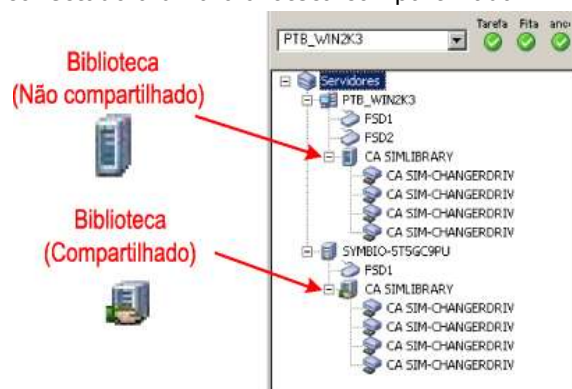 PTB_WIN2K3
Tarefa Fita
Biblioteca
(Não compartilhado)
Biblioteca
(Compartilhado)
Servidores
PTB_WIN2K3
FSD1
FSD2
CA SIMLIBRARY
CA SIM-CHANGERDRIV
CA SIM-CHANGERDRIV
CA SIM-CHANGERDRIV
CA SIM-CHANGERDRIV
SYMBIO-5T5GC9PU
FSD1
CA SIMLIBRARY
CA SIM-CHANGERDRIV
CA SIM-CHANGERDRIV
CA SIM-CHANGERDRIV
CA SIM-CHANGERDRIV